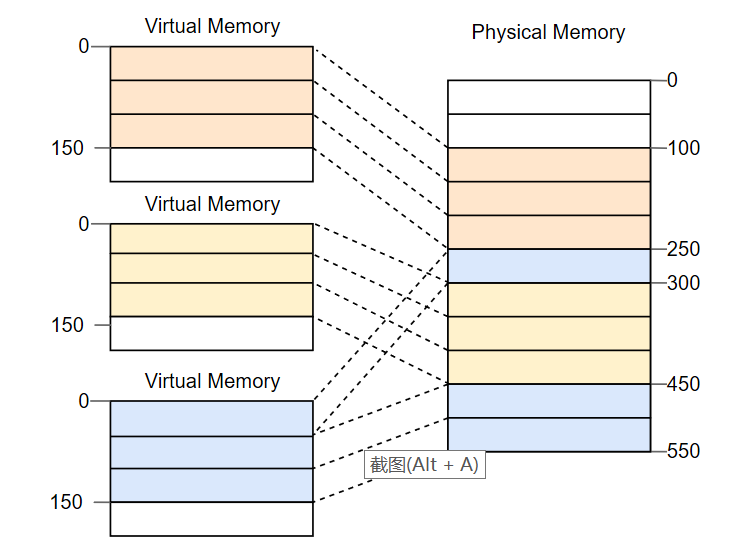 Virtual Memory
0
150
Virtual Memory
0
150
Virtual Memory
0
150
Physical Memory
0
100
250
300
450
550
截图(Alt + A)